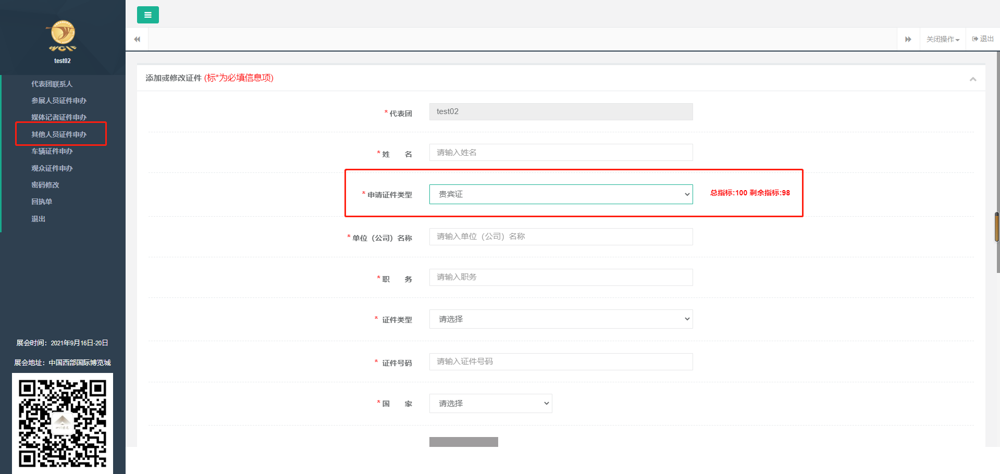 WCIF
test02
代表团联系人
参展人员证件申办
媒体记者证件申办
其他人员证件申办
车辆证件申办
观众证件申办
密码修改
回执单
退出
展会时间：2021年9月16日-20日
展会地址：中国西部国际博览城
关闭操作
退出
添加或修改证件 (标*为必填信息项)
*代表团 test02
*姓 名 请输入姓名
*申请证件类型 贵宾证 总指标:100 剩余指标:98
*单位（公司）名称 请输入单位（公司）名称
*职 务 请输入职务
* 证件类型 请选择
* 证件号码 请输入证件号码
*国 家 请选择